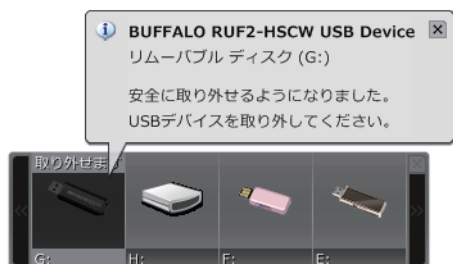 BUFFALO RUF2-HSCW USB Device
リムーバブル ディスク (G:)
安全に取り外せるようになりました。
USBデバイスを取り外してください。
取り外せます
G:
H:
F:
E: